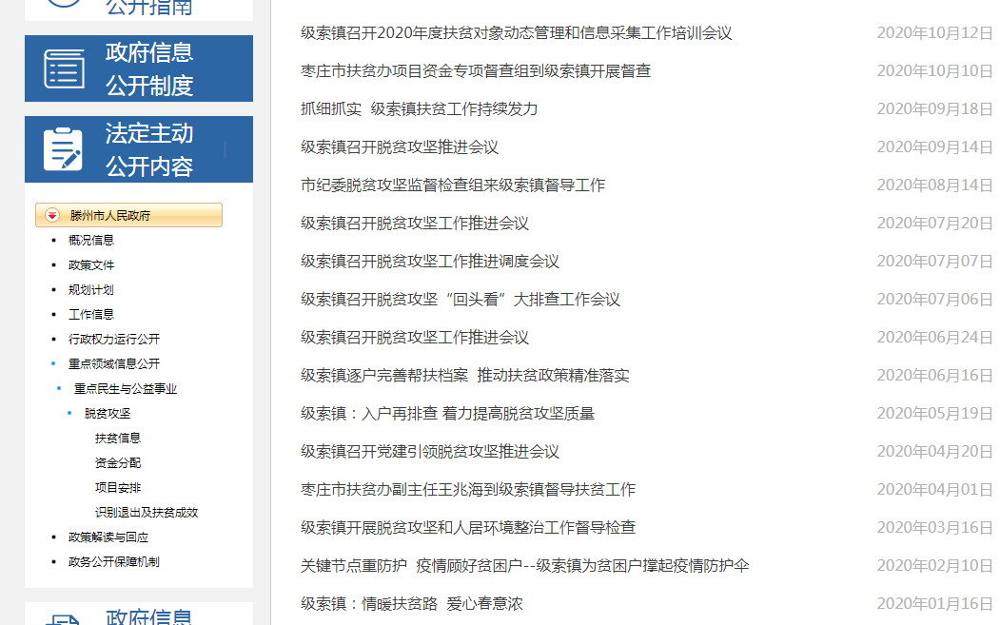 公开指南
政府信息
公开制度
法定主动
公开内容
滕州市人民政府
概况信息
政策文件
规划计划
工作信息
行政权力运行公开
重点领域信息公开
重点民生与公益事业
脱贫攻坚
扶贫信息
资金分配
项目安排
识别退出及扶贫成效
政策解读与回应
政务公开保障机制
政府信息
级索镇召开2020年度扶贫对象动态管理和信息采集工作培训会议 2020年10月12日
枣庄市扶贫办项目资金专项督查组到级索镇开展督查 2020年10月10日
抓细抓实 级索镇扶贫工作持续发力 2020年09月18日
级索镇召开脱贫攻坚推进会议 2020年09月14日
市纪委脱贫攻坚监督检查组来级索镇督导工作 2020年08月14日
级索镇召开脱贫攻坚工作推进会议 2020年07月20日
级索镇召开脱贫攻坚工作推进调度会议 2020年07月07日
级索镇召开脱贫攻坚“回头看”大排查工作会议 2020年07月06日
级索镇召开脱贫攻坚工作推进会议 2020年06月24日
级索镇逐户完善帮扶档案 推动扶贫政策精准落实 2020年06月16日
级索镇：入户再排查 着力提高脱贫攻坚质量 2020年05月19日
级索镇召开党建引领脱贫攻坚推进会议 2020年04月20日
枣庄市扶贫办副主任王兆海到级索镇督导扶贫工作 2020年04月01日
级索镇开展脱贫攻坚和人居环境整治工作督导检查 2020年03月16日
关键节点重防护 疫情顾好贫困户--级索镇为贫困户撑起疫情防护伞 2020年02月10日
级索镇：情暖扶贫路 爱心春意浓 2020年01月16日